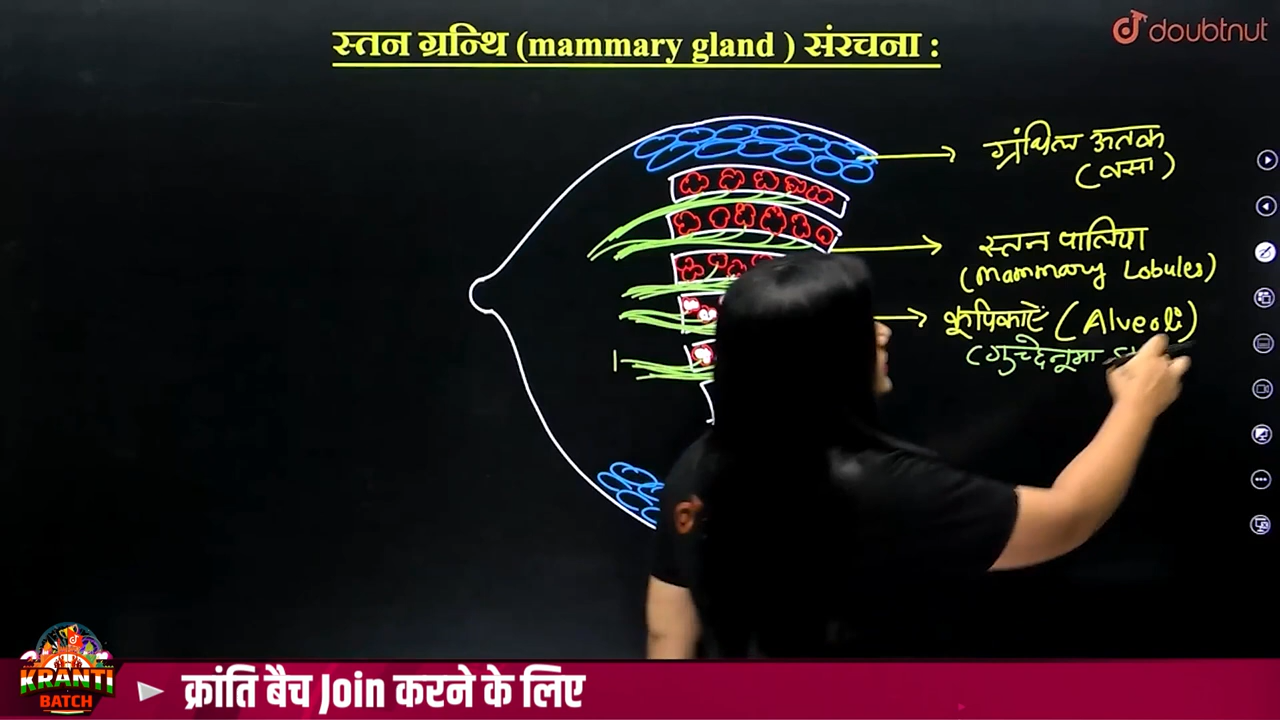 doubtnut
स्तन ग्रन्थि (mammary gland ) संरचना :
ग्रंथिल ऊतक
(वसा)
स्तन पालिया
(Mammary Lobules)
कूपिकाऐं (Alveoli)
(गुच्छेनूमा
KRANTI
BATCH
क्रांति बैच Join करने के लिए